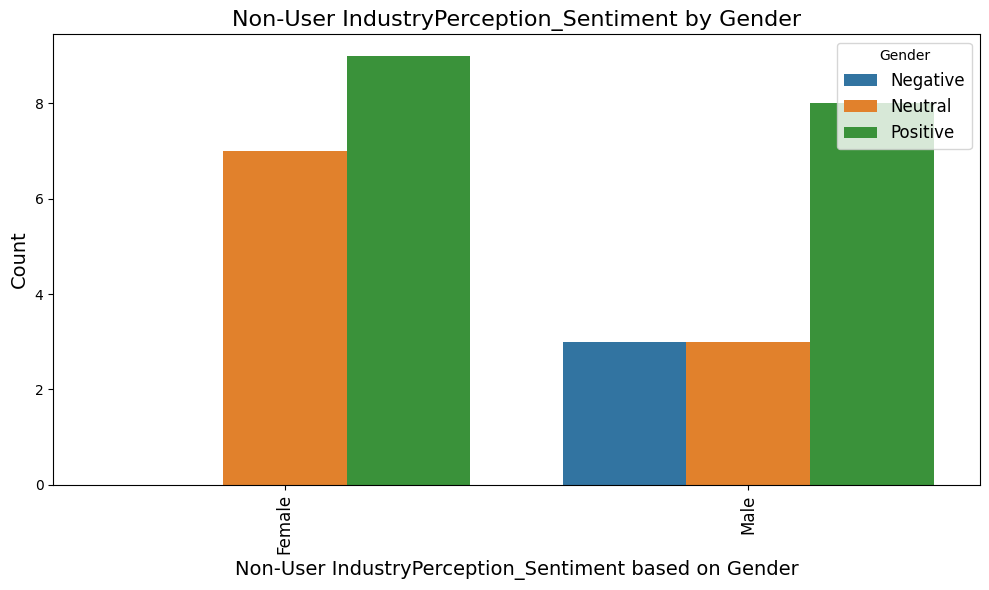 Non-User IndustryPerception_Sentiment by Gender
Gender
Negative
Neutral
Positive
Count
8
6
4
2
0
Female
Male
Non-User IndustryPerception_Sentiment based on Gender